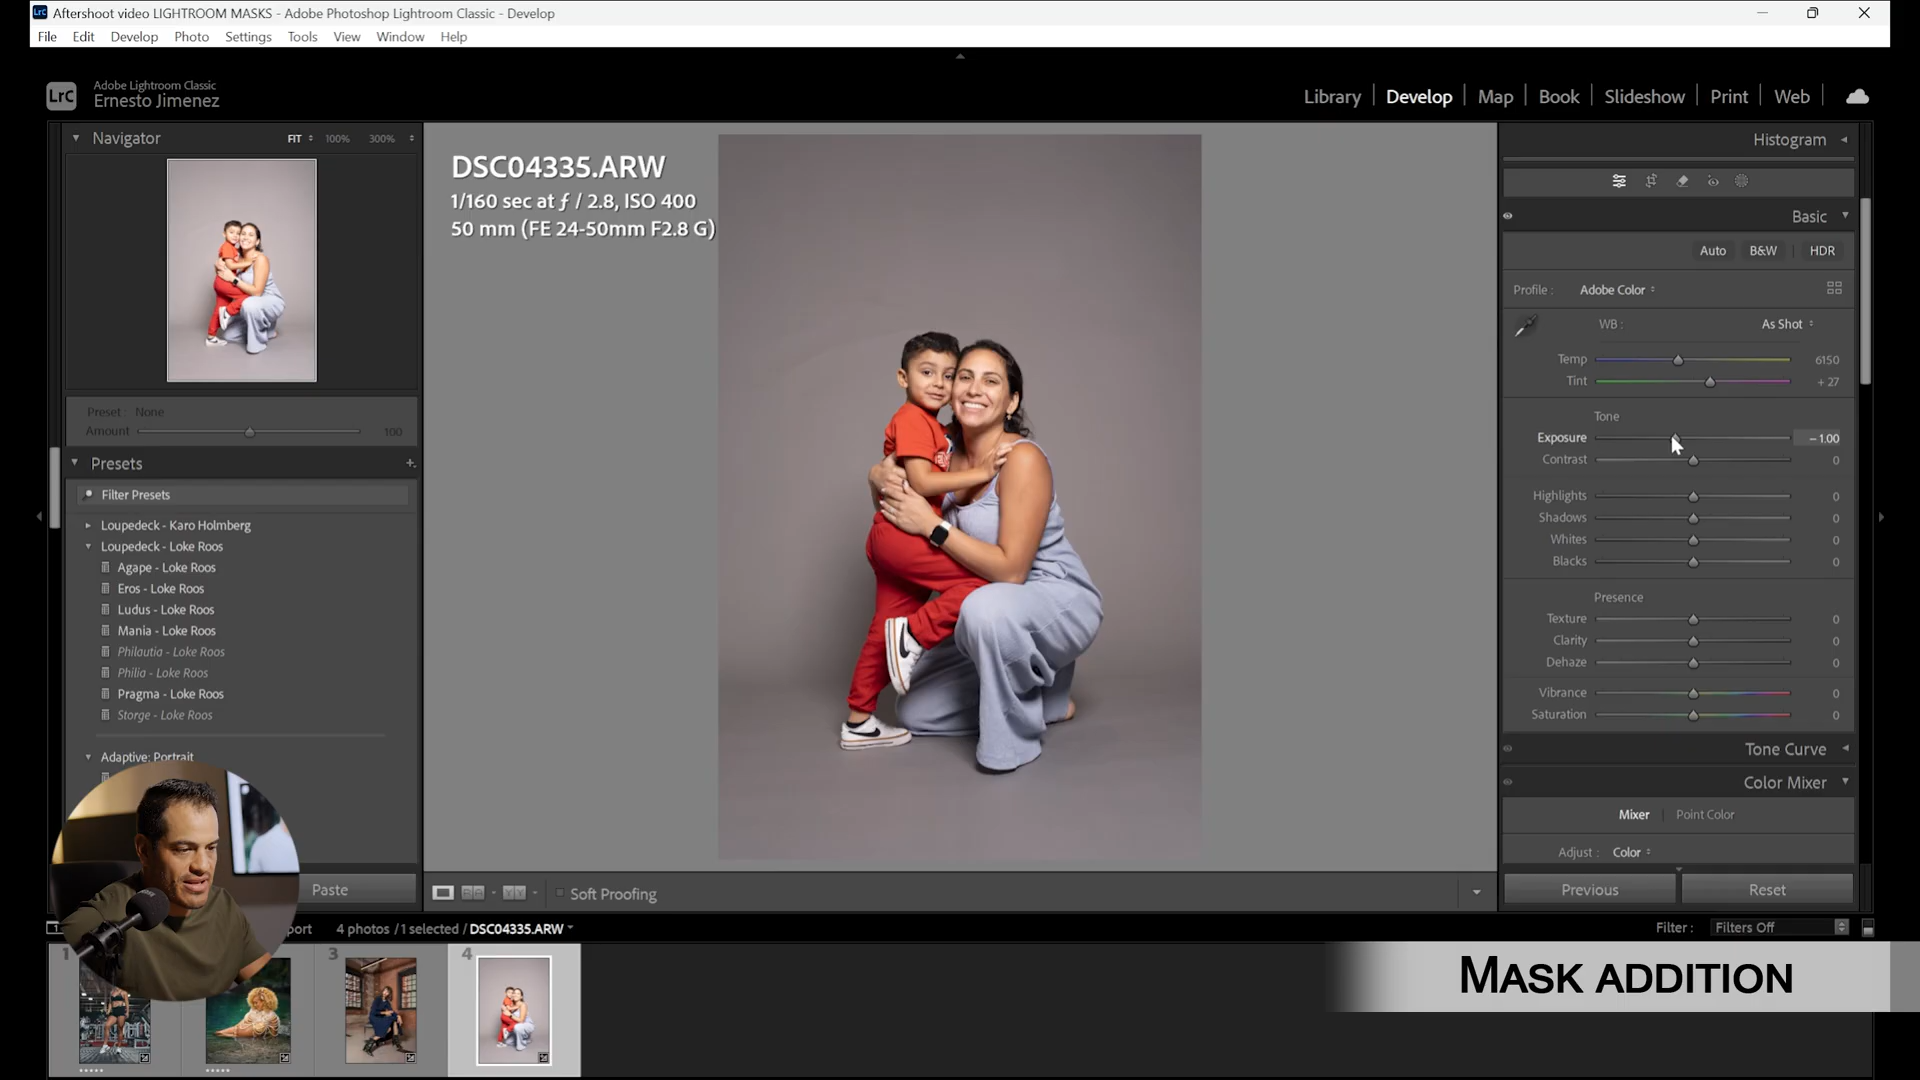 Aftershoot video LIGHTROOM MASKS - Adobe Photoshop Lightroom Classic - Develop
File Edit Develop Photo Settings Tools View Window Help
LrC Adobe Lightroom Classic
Ernesto Jimenez
Library Develop Map Book Slideshow Print Web
Navigator FIT 100% 300%
Preset : None
Amount 100
Presets +
Filter Presets
Loupedeck - Karo Holmberg
Loupedeck - Loke Roos
Agape - Loke Roos
Eros - Loke Roos
Ludus - Loke Roos
Mania - Loke Roos
Philautia - Loke Roos
Philia - Loke Roos
Pragma - Loke Roos
Storge - Loke Roos
Adaptive: Portrait
Paste
DSC04335.ARW
1/160 sec at ƒ / 2.8, ISO 400
50 mm (FE 24-50mm F2.8 G)
Soft Proofing
Histogram
Basic
Auto B&W HDR
Profile : Adobe Color
WB : As Shot
Temp 6150
Tint + 27
Tone
Exposure – 1.00
Contrast 0
Highlights 0
Shadows 0
Whites 0
Blacks 0
Presence
Texture 0
Clarity 0
Dehaze 0
Vibrance 0
Saturation 0
Tone Curve
Color Mixer
Mixer Point Color
Adjust : Color
Previous Reset
port 4 photos / 1 selected / DSC04335.ARW
Filter : Filters Off
1 3 4
MASK ADDITION